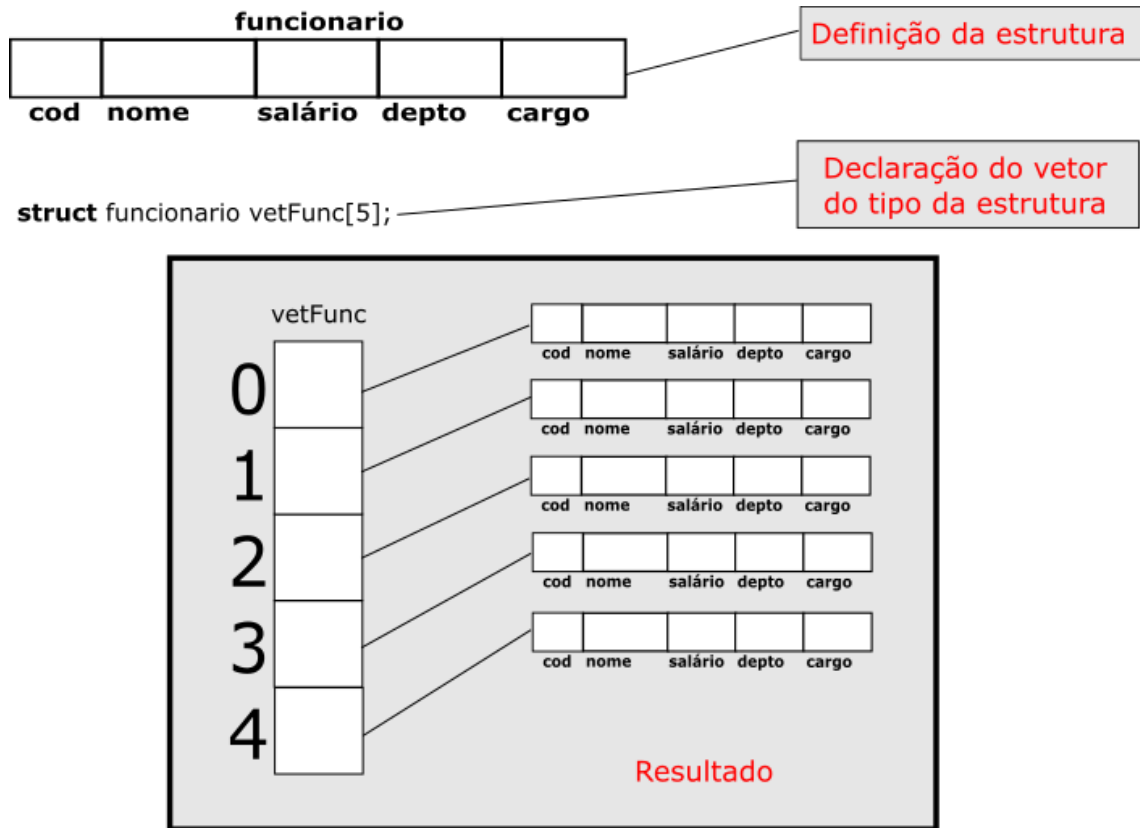 funcionario
Definição da estrutura
cod nome salário depto cargo
Declaração do vetor
do tipo da estrutura
struct funcionario vetFunc[5];
vetFunc
0
cod nome salário depto cargo
1
cod nome salário depto cargo
2
cod nome salário depto cargo
3
cod nome salário depto cargo
4
cod nome salário depto cargo
Resultado